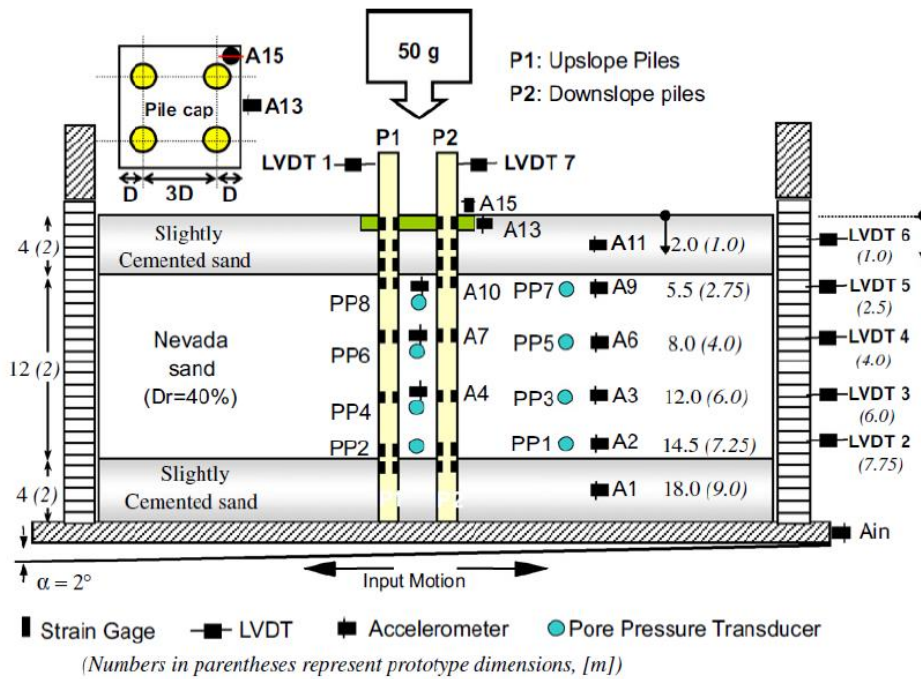 A15
A13
Pile cap
D
3D
D
50 g
P1: Upslope Piles
P2: Downslope piles
P1
P2
LVDT 1
LVDT 7
A15
A13
4 (2)
Slightly
Cemented sand
A11
2.0 (1.0)
LVDT 6
(1.0)
12 (2)
Nevada
sand
(Dr=40%)
PP8
A10
PP7
A9
5.5 (2.75)
LVDT 5
(2.5)
PP6
A7
PP5
A6
8.0 (4.0)
LVDT 4
(4.0)
PP4
A4
PP3
A3
12.0 (6.0)
LVDT 3
(6.0)
PP2
PP1
A2
14.5 (7.25)
LVDT 2
(7.75)
4 (2)
Slightly
Cemented sand
A1
18.0 (9.0)
Ain
α = 2°
Input Motion
Strain Gage
LVDT
Accelerometer
Pore Pressure Transducer
(Numbers in parentheses represent prototype dimensions, [m])